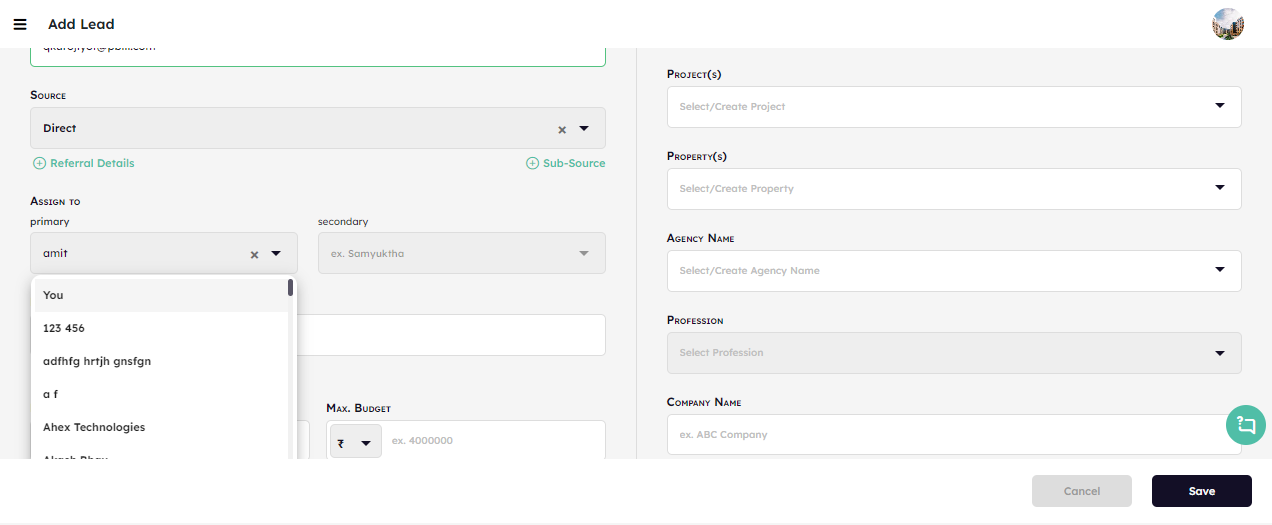 Add Lead
Source
Direct
Referral Details
Sub-Source
Assign to
primary
secondary
amit
ex. Samyuktha
You
123 456
adfhfg hrtjh gnsfgn
a f
Ahex Technologies
Max. Budget
₹
ex. 4000000
Project(s)
Select/Create Project
Property(s)
Select/Create Property
Agency Name
Select/Create Agency Name
Profession
Select Profession
Company Name
ex. ABC Company
Cancel
Save